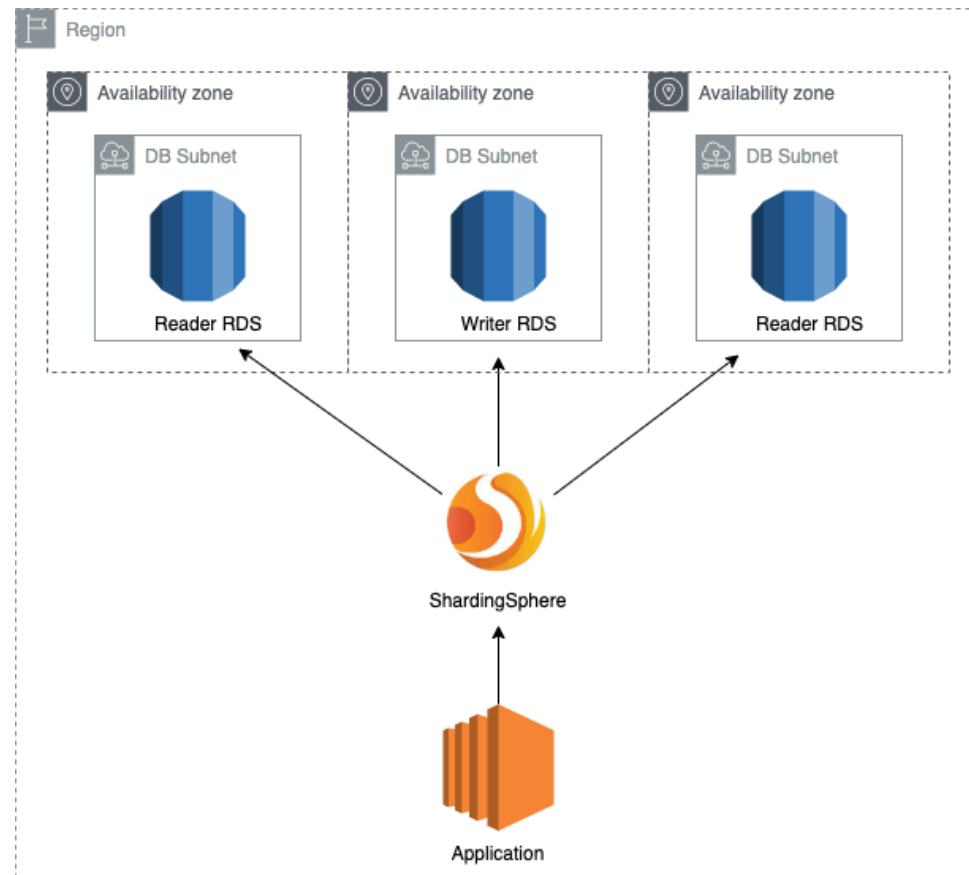 Region
Availability zone
Availability zone
Availability zone
DB Subnet
DB Subnet
DB Subnet
Reader RDS
Writer RDS
Reader RDS
ShardingSphere
Application